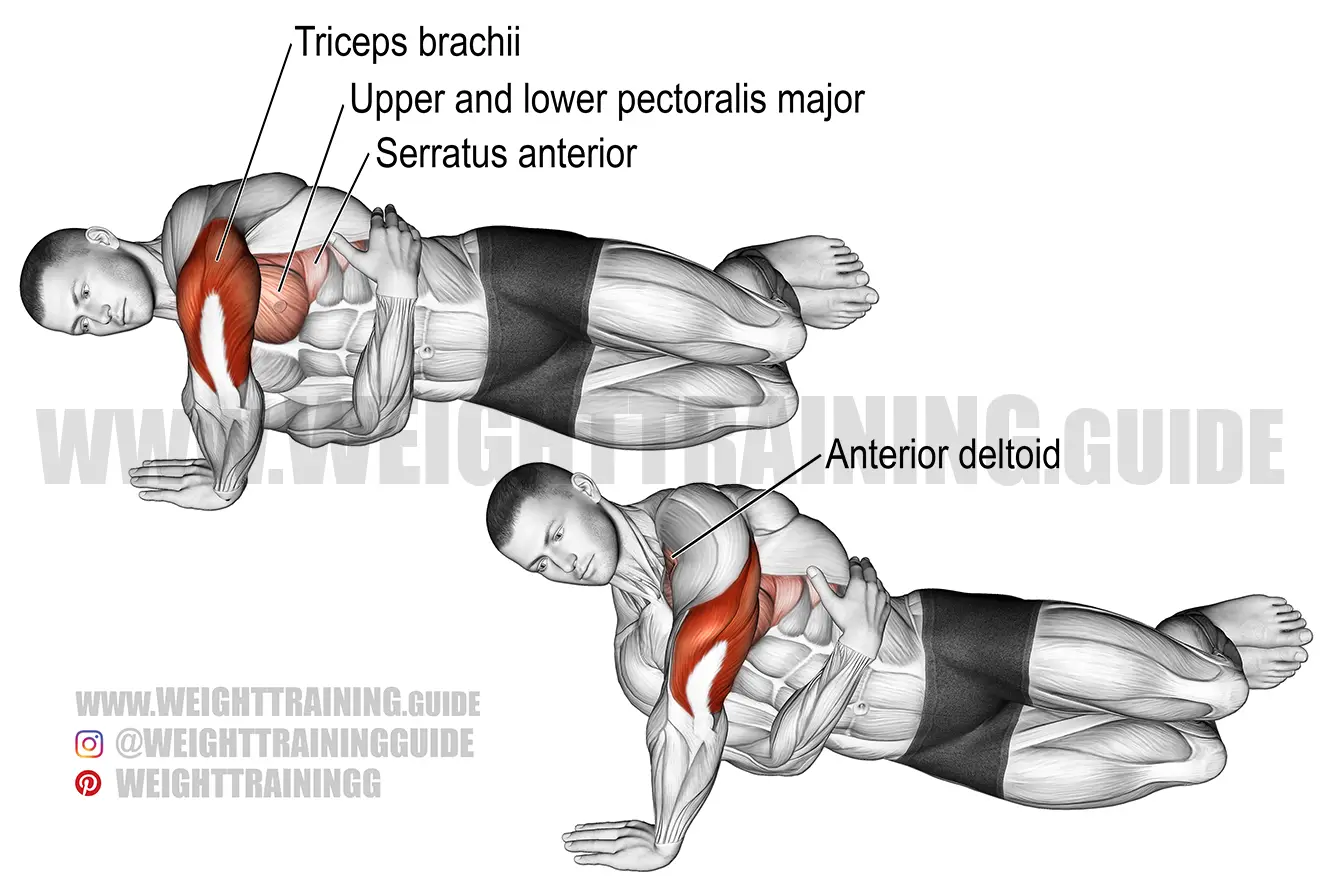 Triceps brachii
Upper and lower pectoralis major
Serratus anterior
WWW.WEIGHTTRAINING.GUIDE
Anterior deltoid
WWW.WEIGHTTRAINING.GUIDE
@WEIGHTTRAININGGUIDE
WEIGHTTRAININGG